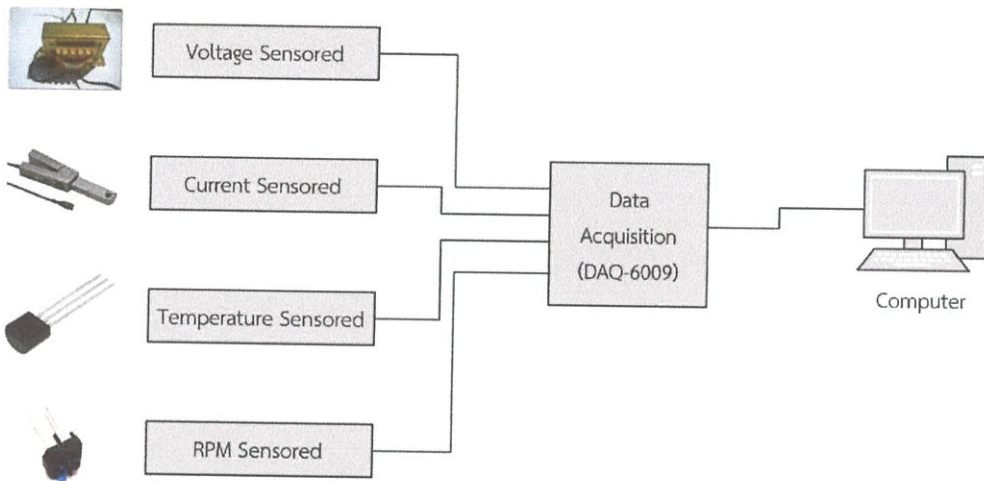 Voltage Sensored
Current Sensored
Temperature Sensored
RPM Sensored
Data
Acquisition
(DAQ-6009)
Computer